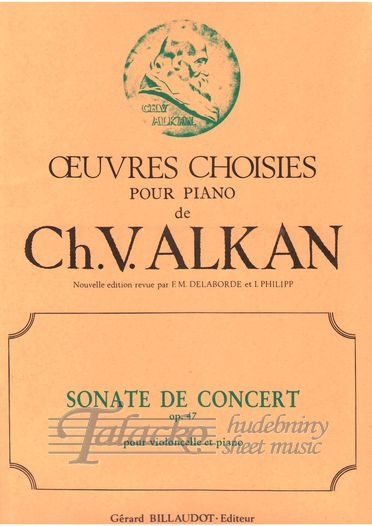 CH.V
ALKAN
ŒUVRES CHOISIES
POUR PIANO
de
Ch.V.ALKAN
Nouvelle edition revue par F.M. DELABORDE et I. PHILIPP
SONATE DE CONCERT
op. 47
pour violoncelle et piano
Talacko hudebniny
sheet music
Gérard BILLAUDOT-Editeur